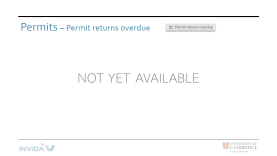 Permits – Permit returns overdue
Permit returns overdue
NOT YET AVAILABLE
INVIDA
UNIVERSITY OF
CAMBRIDGE